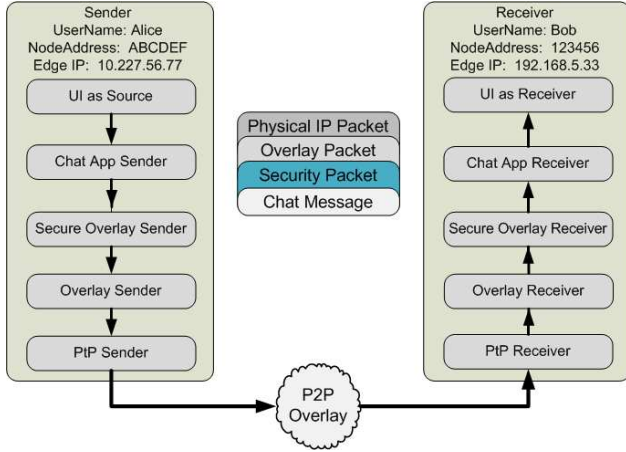 Sender
UserName: Alice
NodeAddress: ABCDEF
Edge IP: 10.227.56.77
UI as Source
Chat App Sender
Secure Overlay Sender
Overlay Sender
PtP Sender
Physical IP Packet
Overlay Packet
Security Packet
Chat Message
P2P
Overlay
Receiver
UserName: Bob
NodeAddress: 123456
Edge IP: 192.168.5.33
UI as Receiver
Chat App Receiver
Secure Overlay Receiver
Overlay Receiver
PtP Receiver